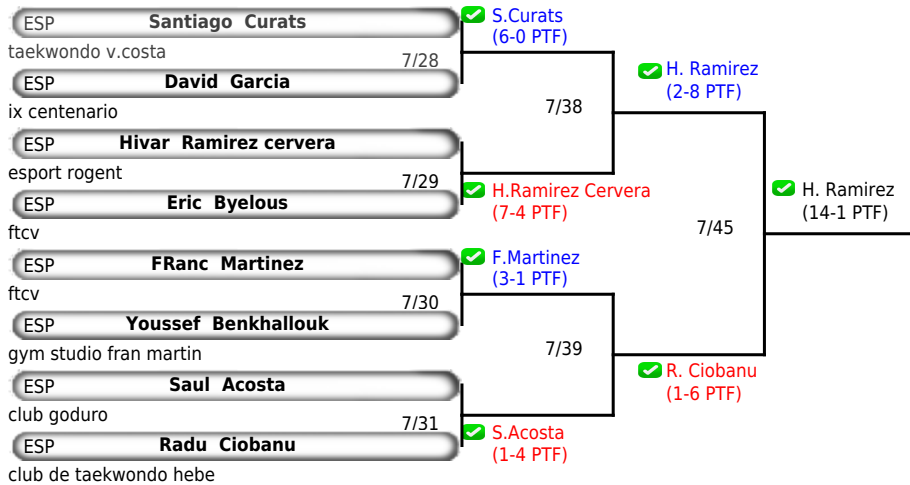 ESP Santiago Curats
taekwondo v.costa
7/28
ESP David Garcia
ix centenario
ESP Hivar Ramirez cervera
esport rogent
7/29
ESP Eric Byelous
ftcv
ESP FRanc Martinez
ftcv
7/30
ESP Youssef Benkhallouk
gym studio fran martin
ESP Saul Acosta
club goduro
7/31
ESP Radu Ciobanu
club de taekwondo hebe
S.Curats
(6-0 PTF)
7/38
H.Ramirez Cervera
(7-4 PTF)
F.Martinez
(3-1 PTF)
7/39
S.Acosta
(1-4 PTF)
H. Ramirez
(2-8 PTF)
7/45
R. Ciobanu
(1-6 PTF)
H. Ramirez
(14-1 PTF)